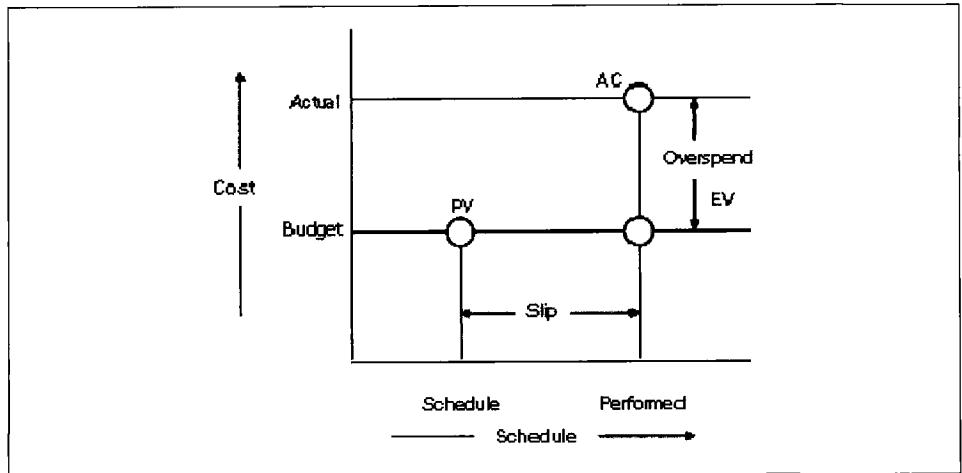 AC
Actual
Overspend
Cost
EV
PV
Budget
Slip
Schedule
Performed
Schedule